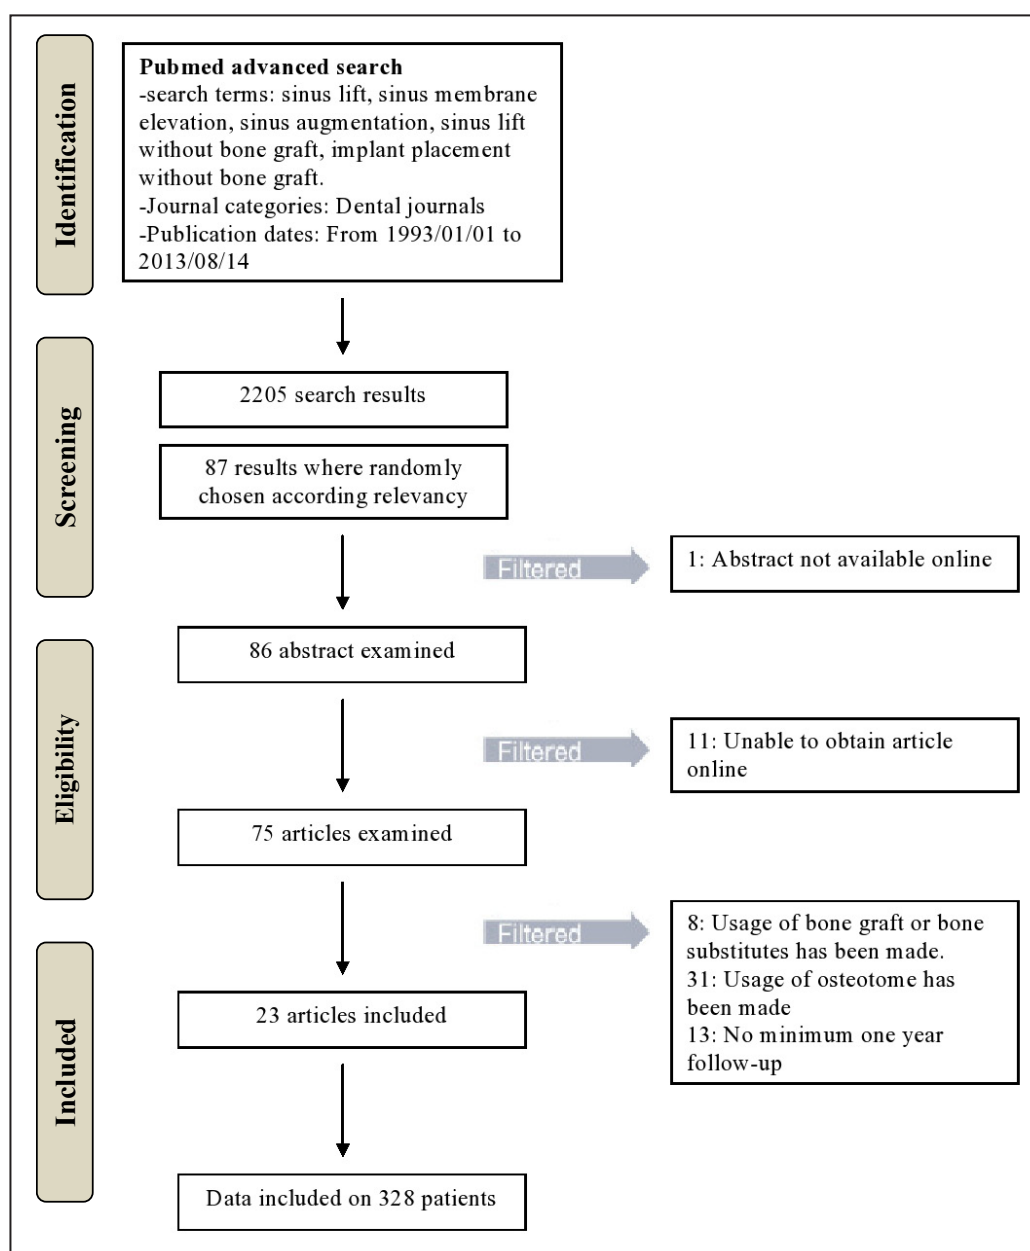 Identification
Pubmed advanced search
-search terms: sinus lift, sinus membrane
elevation, sinus augmentation, sinus lift
without bone graft, implant placement
without bone graft.
-Journal categories: Dental journals
-Publication dates: From 1993/01/01 to
2013/08/14
Screening
2205 search results
87 results where randomly
chosen according relevancy
Filtered
1: Abstract not available online
Eligibility
86 abstract examined
Filtered
11: Unable to obtain article
online
75 articles examined
Filtered
8: Usage of bone graft or bone
substitutes has been made.
31: Usage of osteotome has
been made
13: No minimum one year
follow-up
Included
23 articles included
Data included on 328 patients